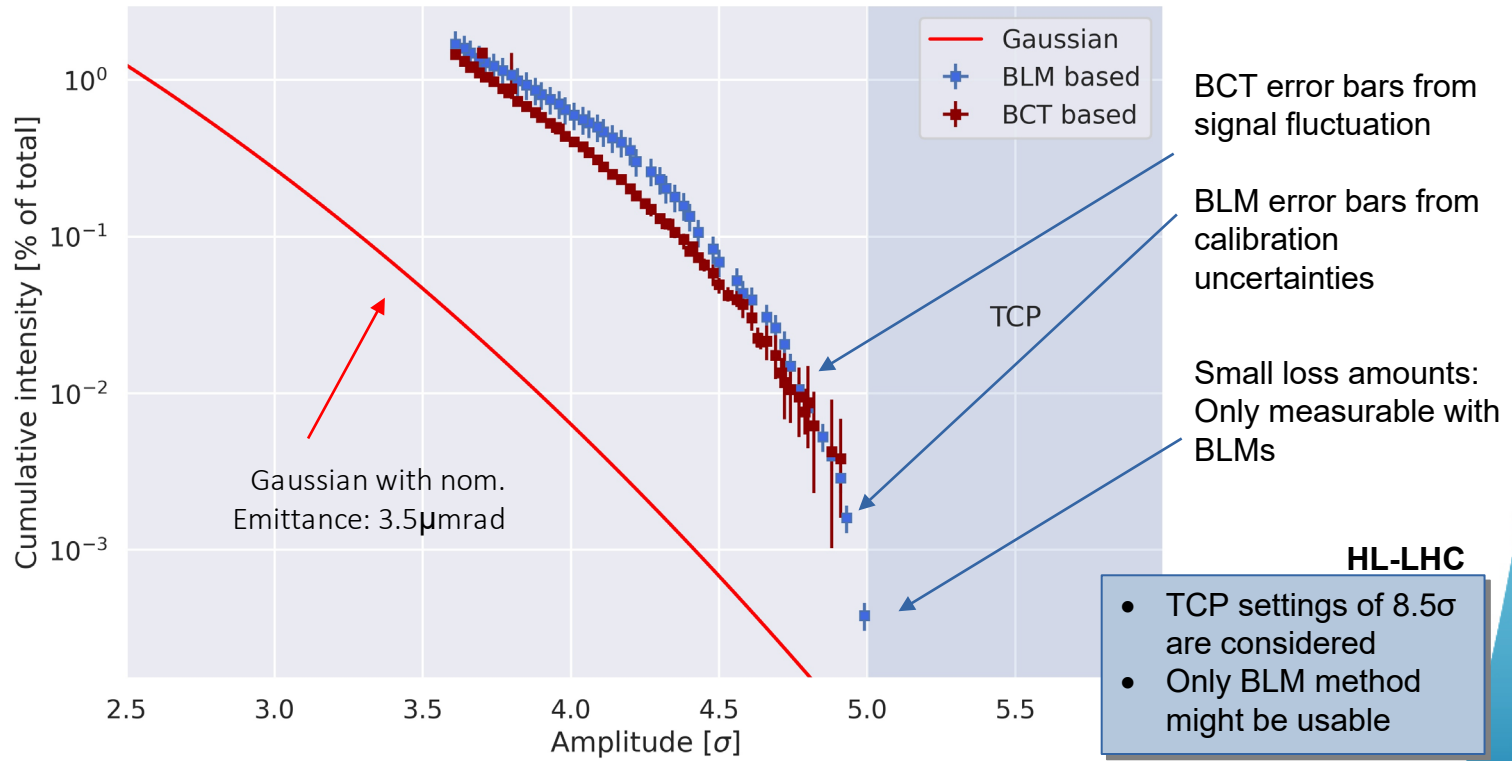 Gaussian
BLM based
BCT based
10⁰
10⁻¹
10⁻²
10⁻³
Cumulative intensity [% of total]
TCP
Gaussian with nom.
Emittance: 3.5μmrad
2.5 3.0 3.5 4.0 4.5 5.0 5.5
Amplitude [σ]
BCT error bars from
signal fluctuation
BLM error bars from
calibration
uncertainties
Small loss amounts:
Only measurable with
BLMs
HL-LHC
● TCP settings of 8.5σ
are considered
● Only BLM method
might be usable